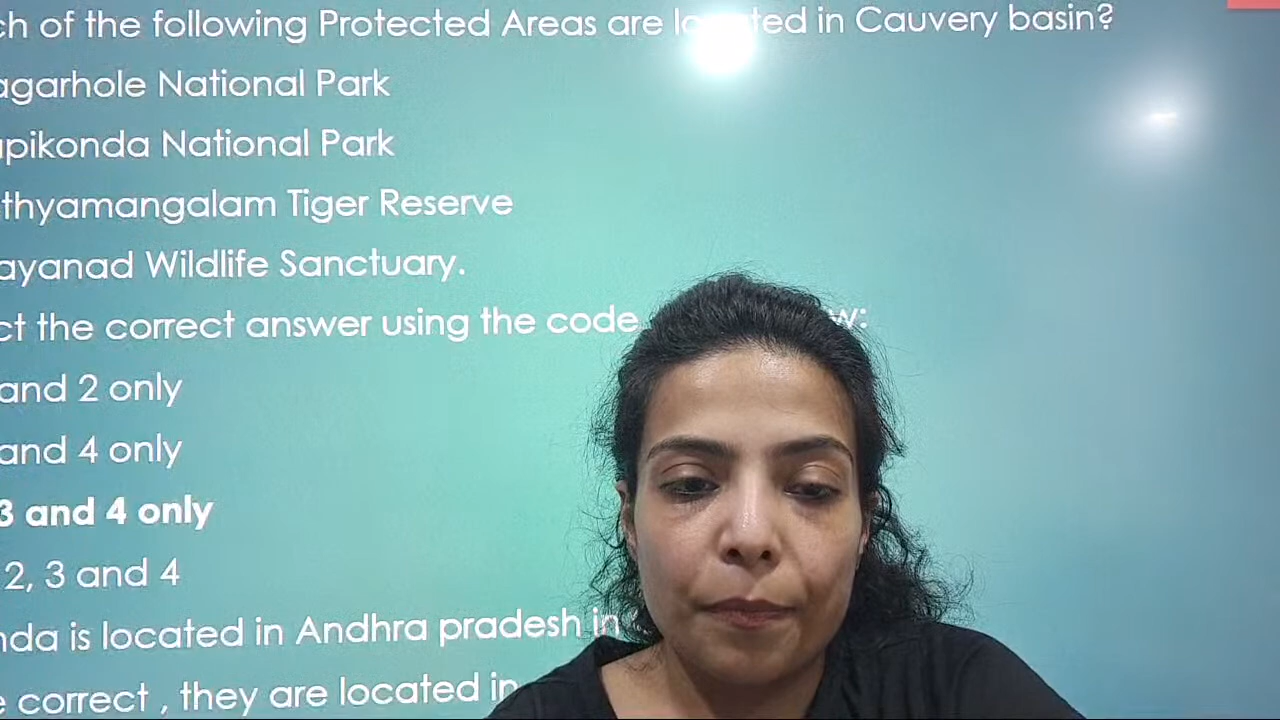 ch of the following Protected Areas are located in Cauvery basin?
agarhole National Park
apikonda National Park
thyamangalam Tiger Reserve
ayanad Wildlife Sanctuary.
ct the correct answer using the code w:
and 2 only
and 4 only
3 and 4 only
2, 3 and 4
nda is located in Andhra pradesh in
e correct , they are located in